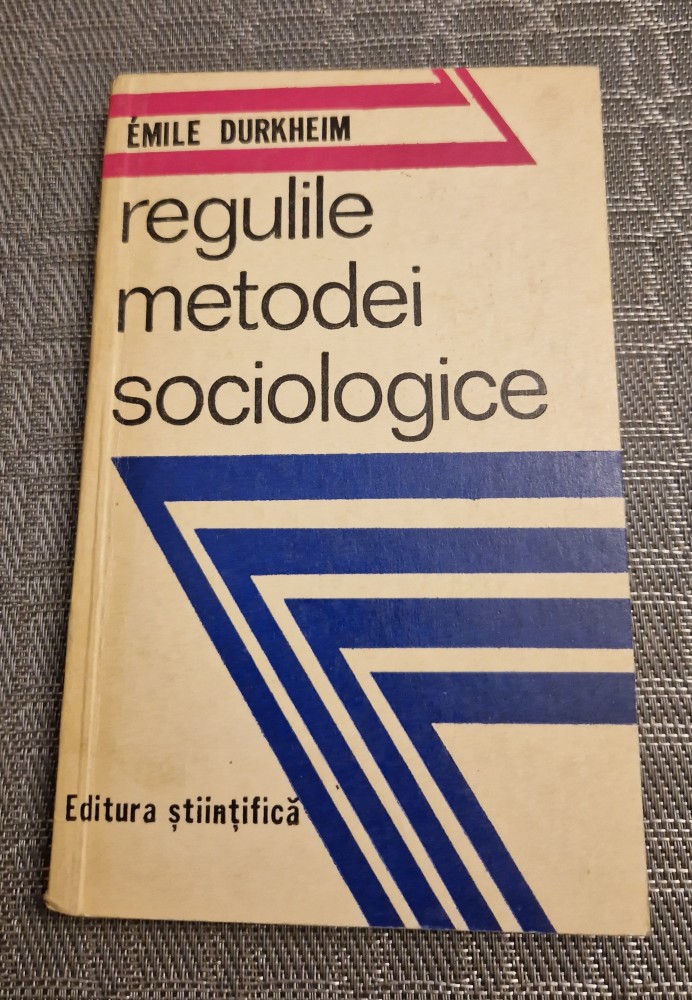 ÉMILE DURKHEIM
regulile
metodei
sociologice
Editura științifică